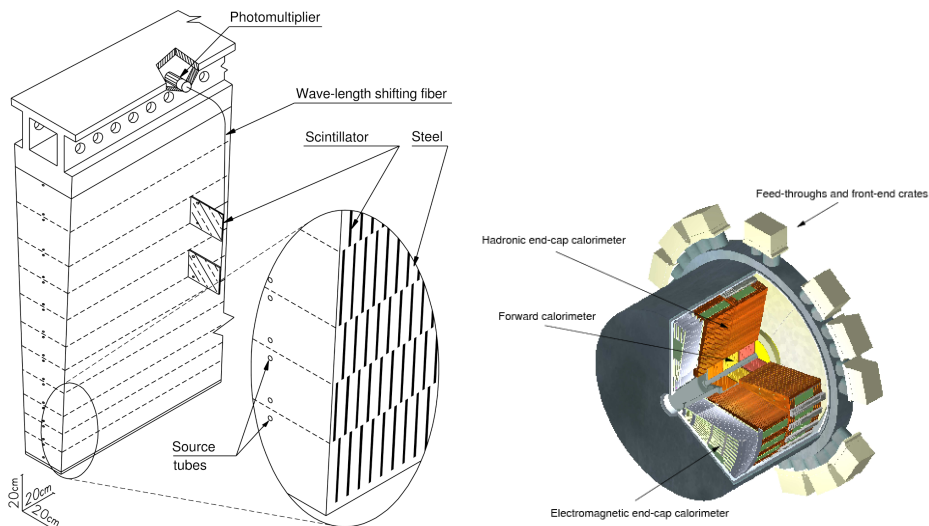 Photomultiplier
Wave-length shifting fiber
Scintillator
Steel
Source
tubes
20cm
20cm
20cm
Feed-throughs and front-end crates
Hadronic end-cap calorimeter
Forward calorimeter
Electromagnetic end-cap calorimeter